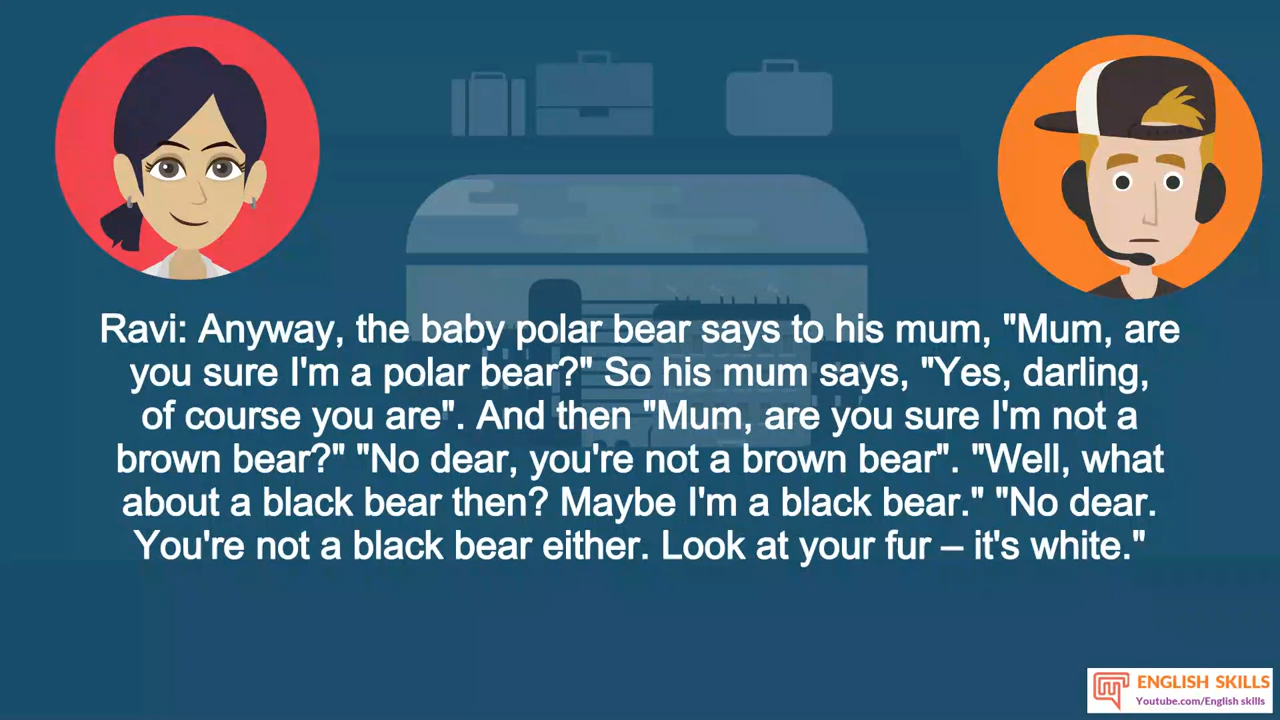 Ravi: Anyway, the baby polar bear says to his mum, "Mum, are
you sure I'm a polar bear?" So his mum says, "Yes, darling,
of course you are". And then "Mum, are you sure I'm not a
brown bear?" "No dear, you're not a brown bear". "Well, what
about a black bear then? Maybe I'm a black bear." "No dear.
You're not a black bear either. Look at your fur – it's white."
ENGLISH SKILLS
Youtube.com/English skills